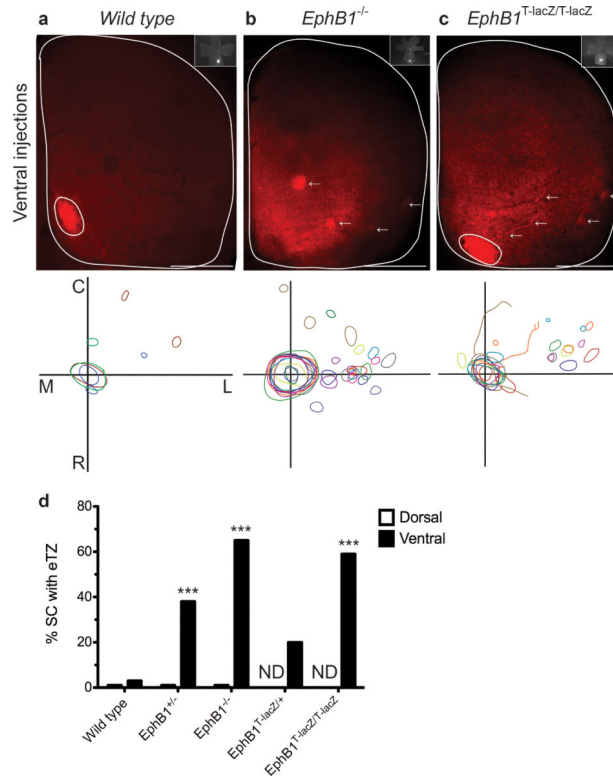 a Wild type b EphB1-/- c EphB1T-lacZ/T-lacZ
Ventral injections
C
M L
R
d
80
60
40
20
0
% SC with eTZ
*** *** ***
ND ND
Dorsal
Ventral
Wild type
EphB1+/-
EphB1-/-
EphB1T-lacZ/+
EphB1T-lacZ/T-lacZ